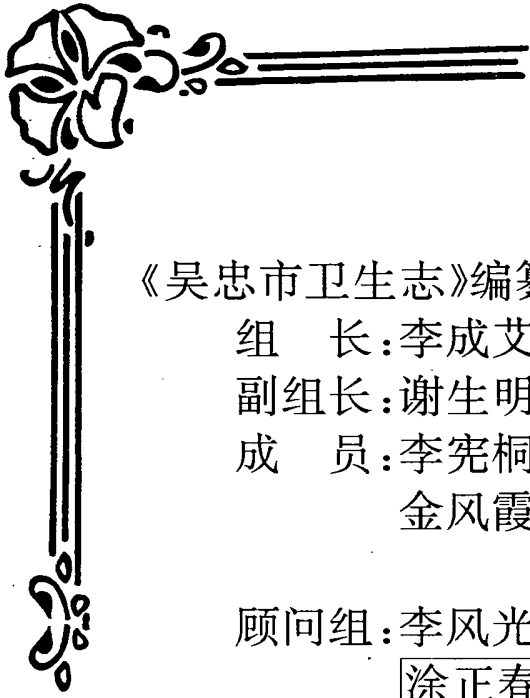 《吴忠市卫生志》编纂
组　长:李成艾
副组长:谢生明
成　员:李宪桐
金风霞
顾问组:李风光
涂正春